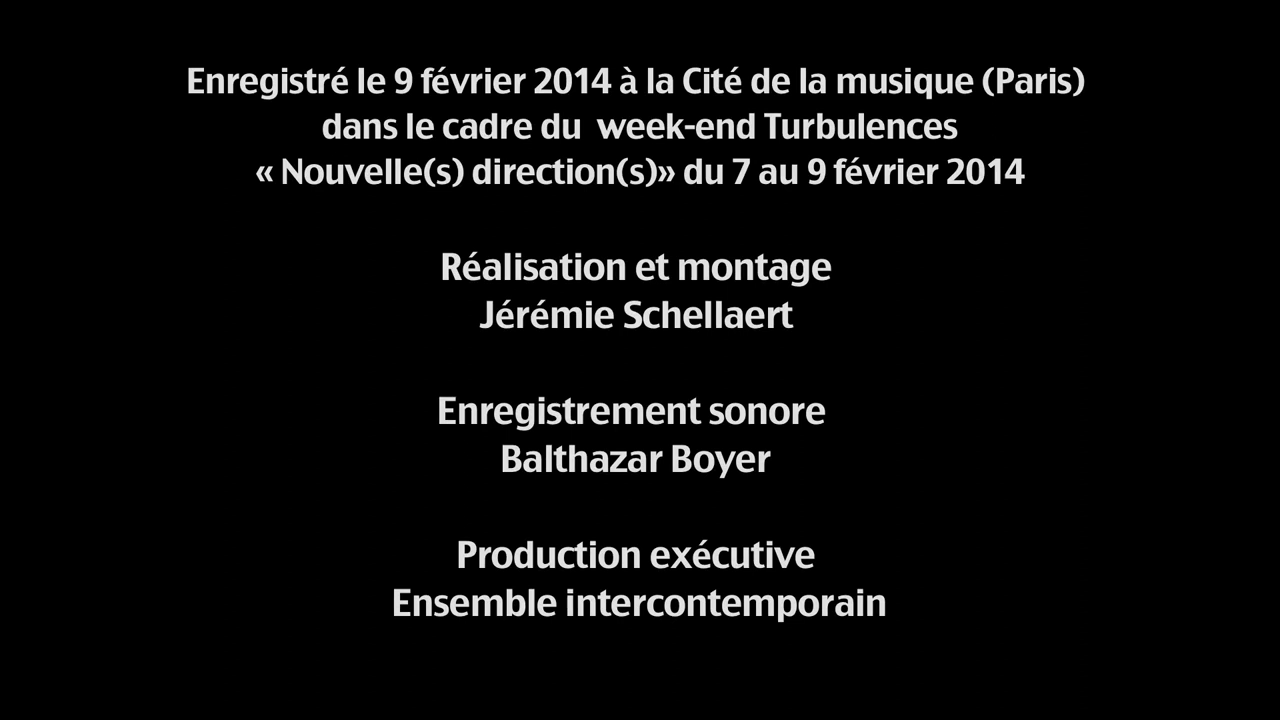 Enregistré le 9 février 2014 à la Cité de la musique (Paris)
dans le cadre du  week-end Turbulences
« Nouvelle(s) direction(s)» du 7 au 9 février 2014
Réalisation et montage
Jérémie Schellaert
Enregistrement sonore
Balthazar Boyer
Production exécutive
Ensemble intercontemporain